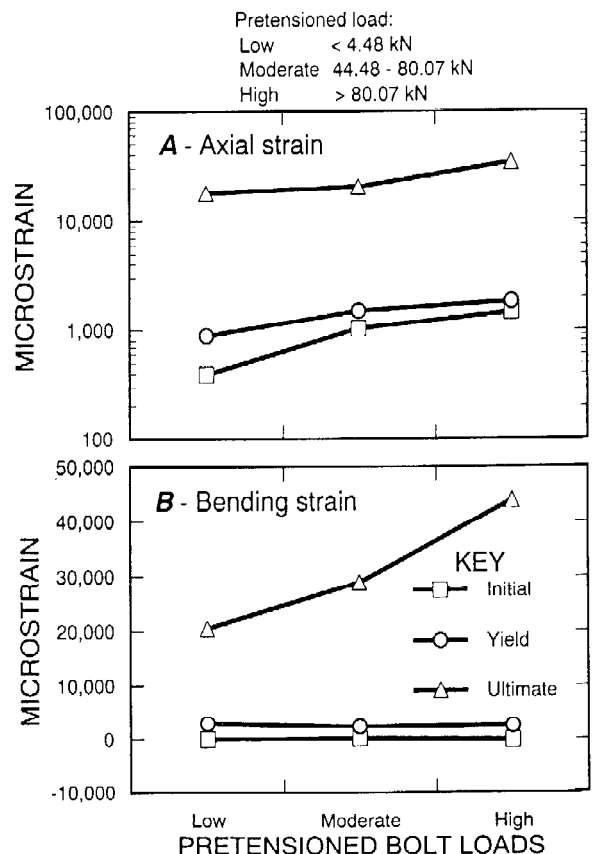 Pretensioned load:
Low < 4.48 kN
Moderate 44.48 - 80.07 kN
High > 80.07 kN
100,000
A - Axial strain
10,000
MICROSTRAIN
1,000
100
50,000
B - Bending strain
40,000
KEY
30,000
Initial
MICROSTRAIN
20,000
Yield
10,000
Ultimate
0
-10,000
Low Moderate High
PRETENSIONED BOLT LOADS